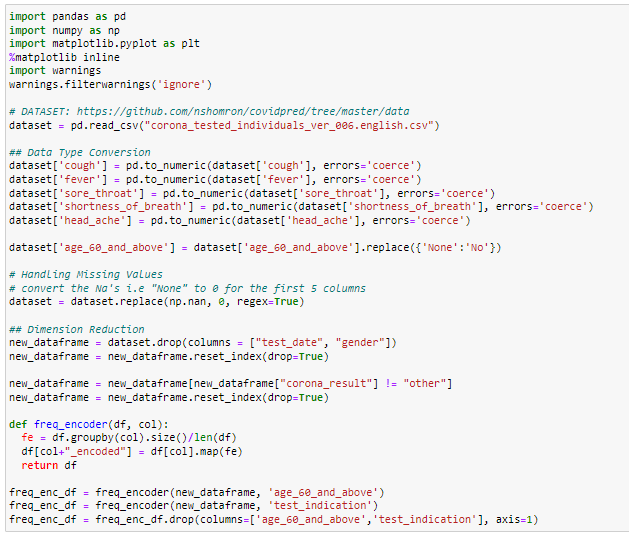 import pandas as pd
import numpy as np
import matplotlib.pyplot as plt
%matplotlib inline
import warnings
warnings.filterwarnings('ignore')

# DATASET: https://github.com/nshomron/covidpred/tree/master/data
dataset = pd.read_csv("corona_tested_individuals_ver_006.english.csv")

## Data Type Conversion
dataset['cough'] = pd.to_numeric(dataset['cough'], errors='coerce')
dataset['fever'] = pd.to_numeric(dataset['fever'], errors='coerce')
dataset['sore_throat'] = pd.to_numeric(dataset['sore_throat'], errors='coerce')
dataset['shortness_of_breath'] = pd.to_numeric(dataset['shortness_of_breath'], errors='coerce')
dataset['head_ache'] = pd.to_numeric(dataset['head_ache'], errors='coerce')

dataset['age_60_and_above'] = dataset['age_60_and_above'].replace({'None':'No'})

# Handling Missing Values
# convert the Na's i.e "None" to 0 for the first 5 columns
dataset = dataset.replace(np.nan, 0, regex=True)

## Dimension Reduction
new_dataframe = dataset.drop(columns = ["test_date", "gender"])
new_dataframe = new_dataframe.reset_index(drop=True)

new_dataframe = new_dataframe[new_dataframe["corona_result"] != "other"]
new_dataframe = new_dataframe.reset_index(drop=True)

def freq_encoder(df, col):
  fe = df.groupby(col).size()/len(df)
  df[col+"_encoded"] = df[col].map(fe)
  return df

freq_enc_df = freq_encoder(new_dataframe, 'age_60_and_above')
freq_enc_df = freq_encoder(new_dataframe, 'test_indication')
freq_enc_df = freq_enc_df.drop(columns=['age_60_and_above','test_indication'], axis=1)